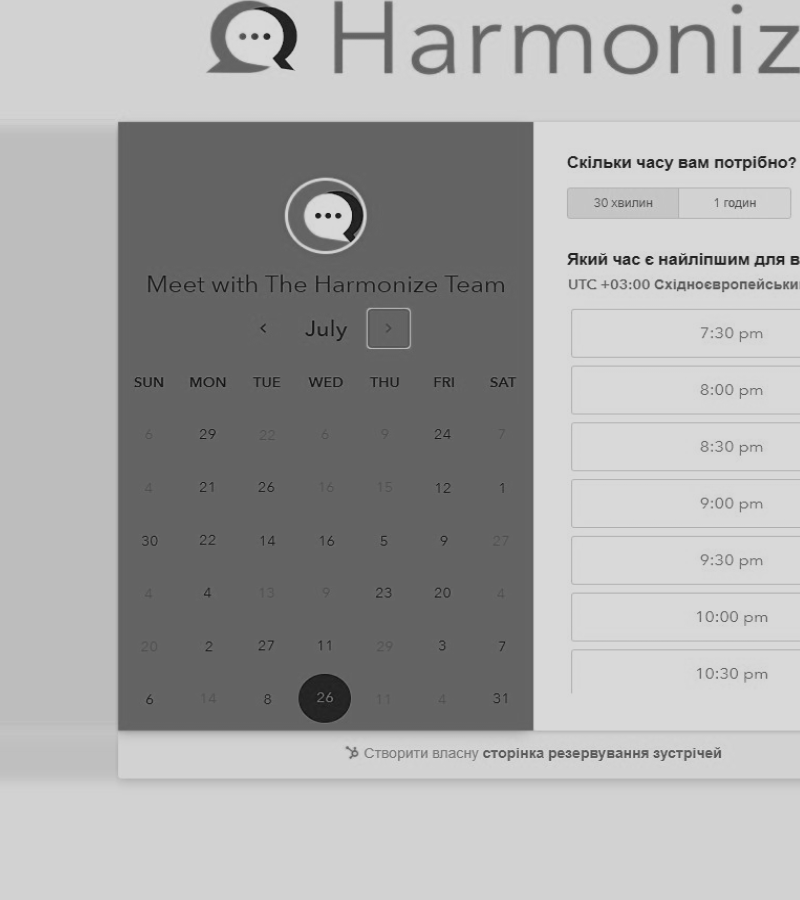 Harmoniz
Meet with The Harmonize Team
July
SUN MON TUE WED THU FRI SAT
6 29 22 6 9 24 7
4 21 26 16 15 12 1
30 22 14 16 5 9 27
4 4 13 9 23 20 4
20 2 27 11 29 3 7
6 14 8 26 11 4 31
Скільки часу вам потрібно?
30 хвилин 1 годин
Який час є найліпшим для в
UTC +03:00 Східноєвропейськи
7:30 pm
8:00 pm
8:30 pm
9:00 pm
9:30 pm
10:00 pm
10:30 pm
Створити власну сторінка резервування зустрічей